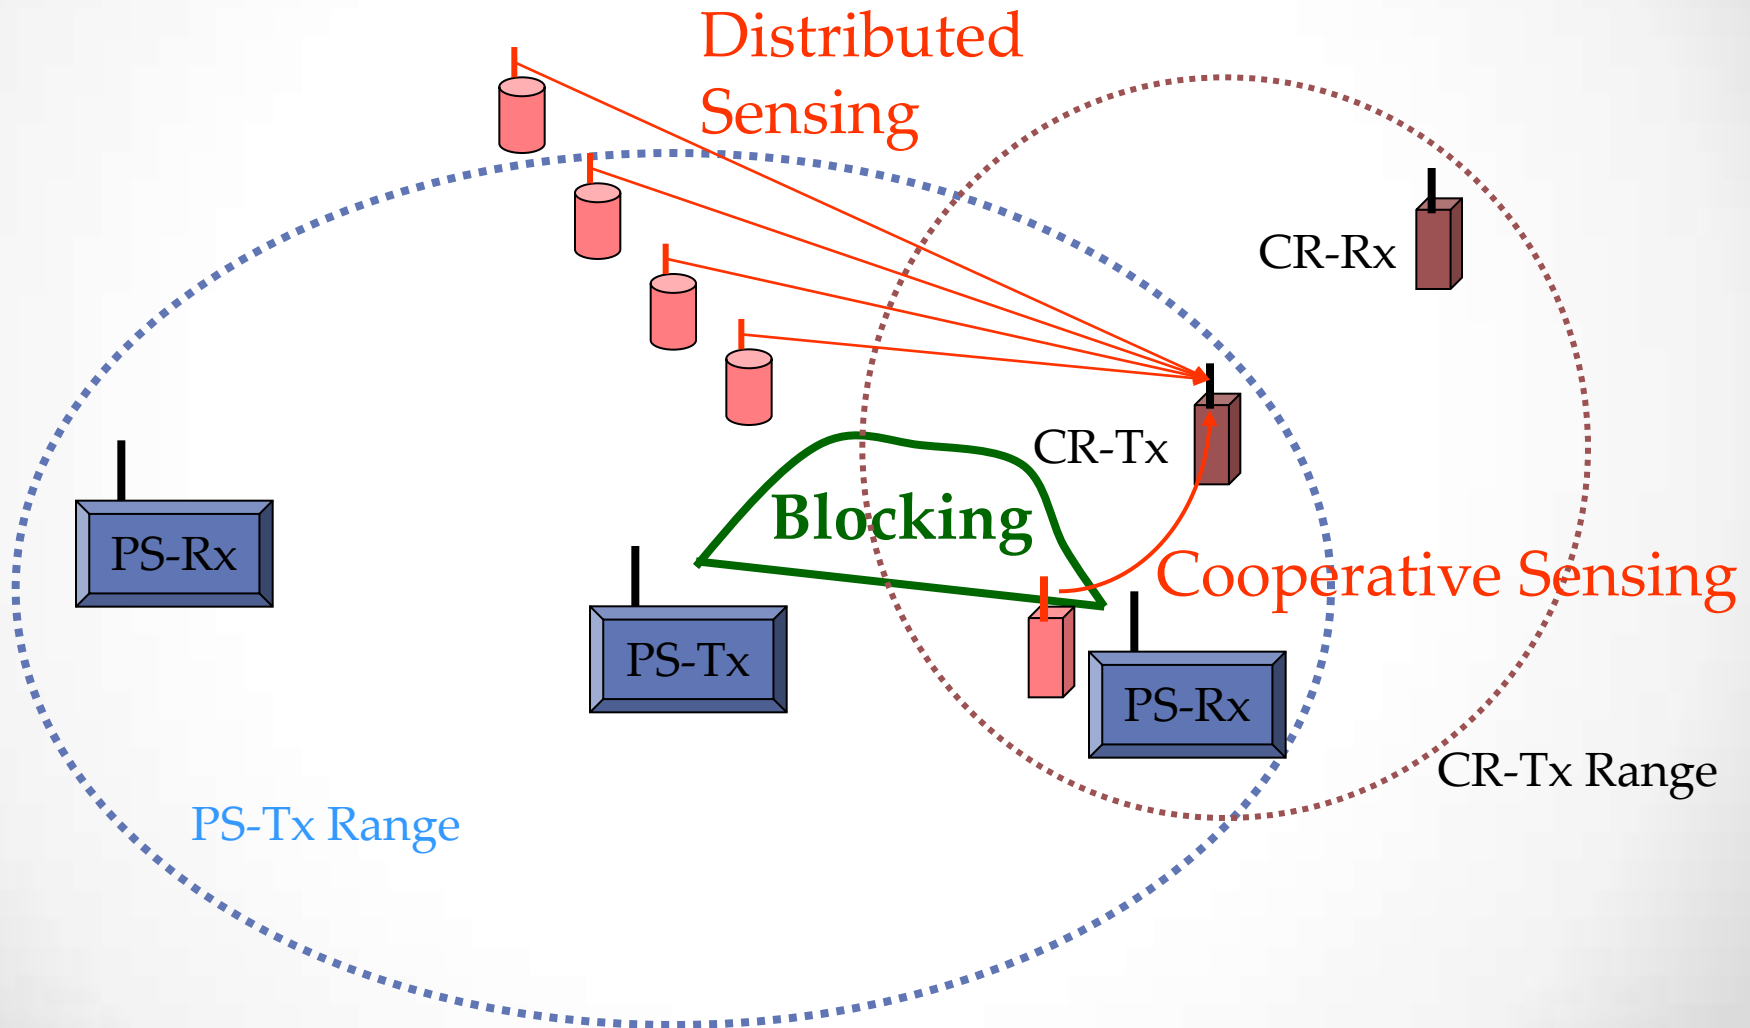 Distributed
Sensing
CR-Rx
CR-Tx
Blocking
PS-Rx
Cooperative Sensing
PS-Tx
PS-Rx
CR-Tx Range
PS-Tx Range